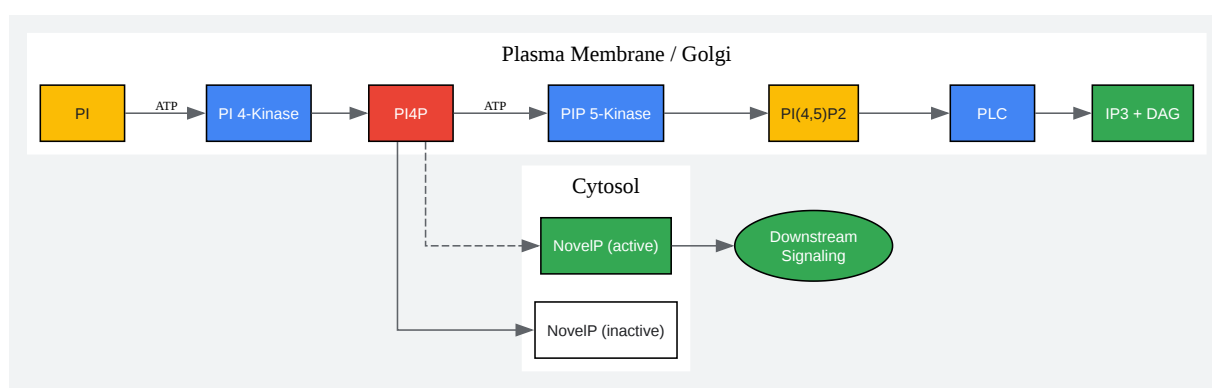 Plasma Membrane / Golgi
PI
ATP
PI 4-Kinase
PI4P
ATP
PIP 5-Kinase
PI(4,5)P2
PLC
IP3 + DAG
Cytosol
NovelP (active)
Downstream
Signaling
NovelP (inactive)